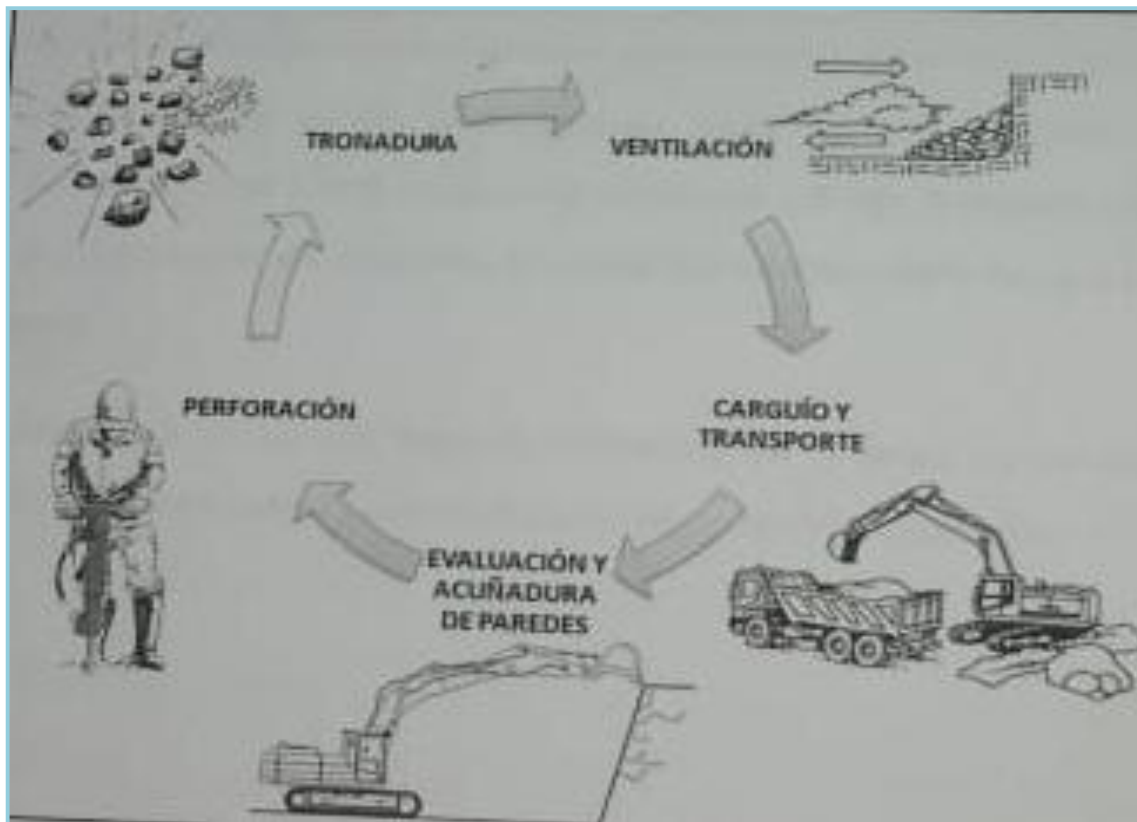 TRONADURA
VENTILACIÓN
PERFORACIÓN
CARGUÍO Y
TRANSPORTE
EVALUACIÓN Y
ACUÑADURA
DE PAREDES